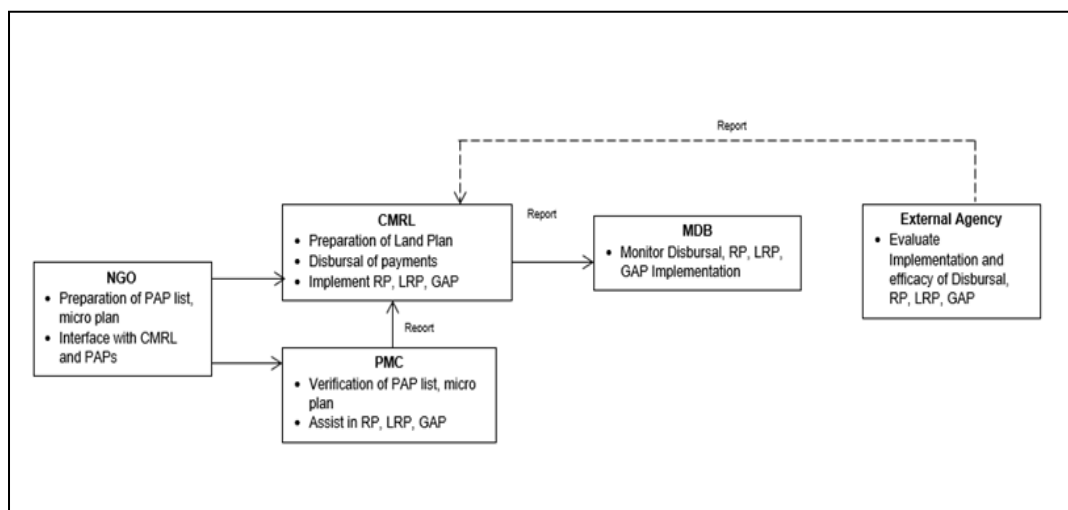 Report
CMRL
• Preparation of Land Plan
• Disbursal of payments
• Implement RP, LRP, GAP
Report
MDB
• Monitor Disbursal, RP, LRP,
GAP Implementation
External Agency
• Evaluate
Implementation and
efficacy of Disbursal,
RP, LRP, GAP
NGO
• Preparation of PAP list,
micro plan
• Interface with CMRL
and PAPs
Report
PMC
• Verification of PAP list, micro
plan
• Assist in RP, LRP, GAP